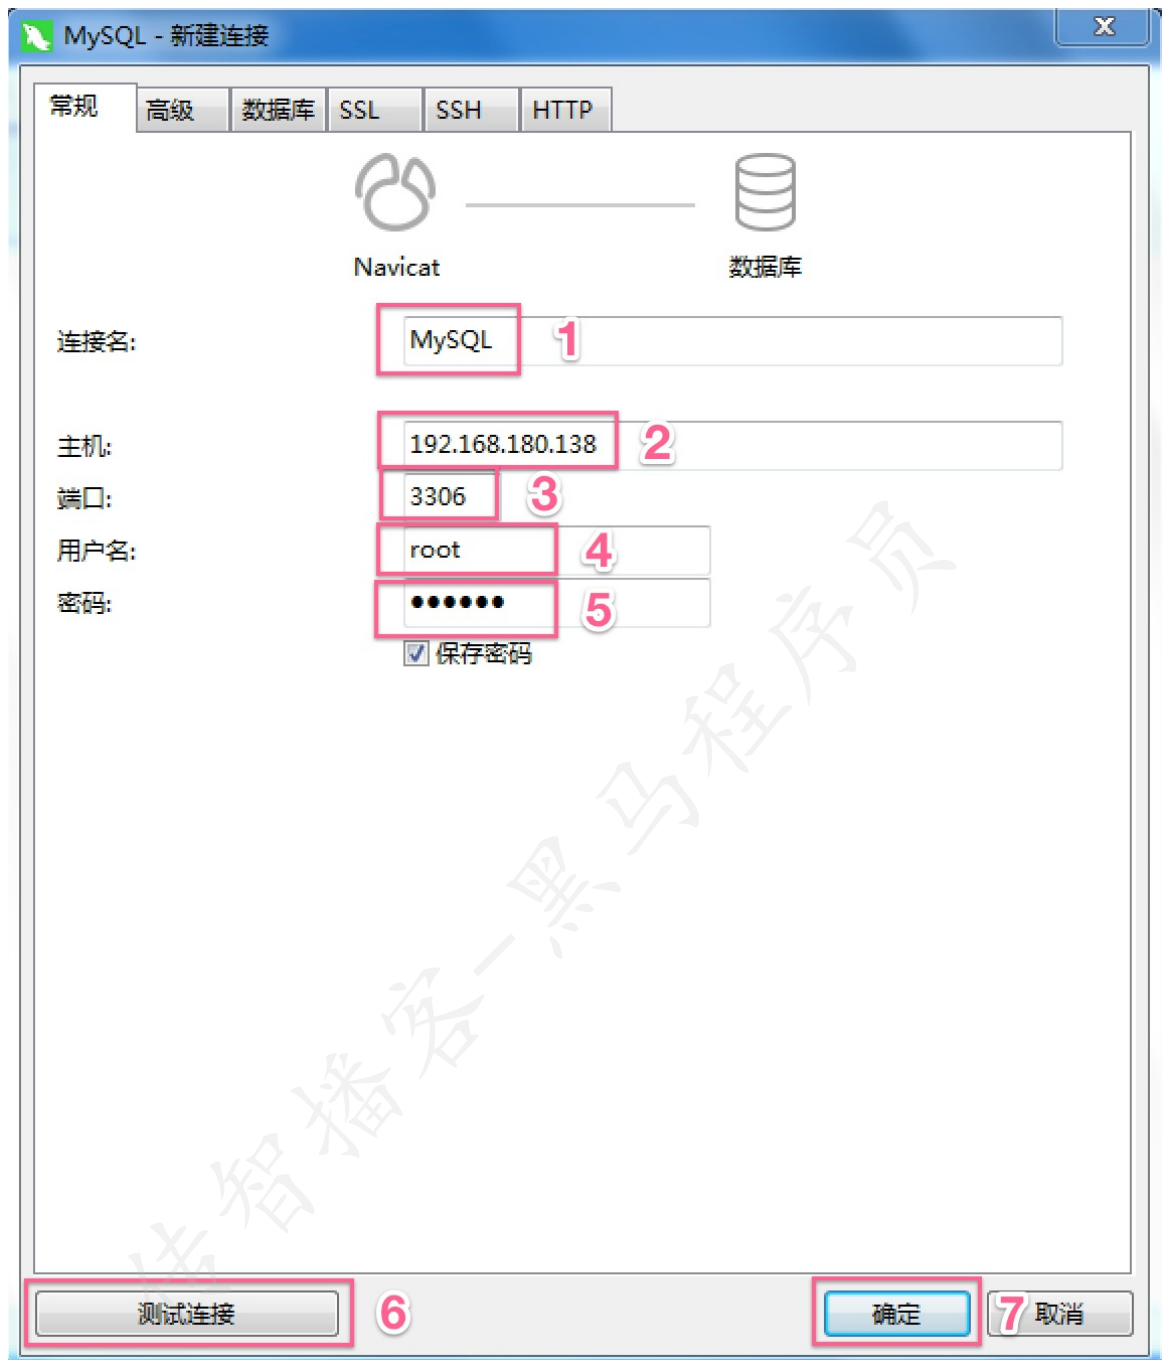 MySQL - 新建连接
常规 高级 数据库 SSL SSH HTTP
Navicat 数据库
连接名: MySQL 1
主机: 192.168.180.138 2
端口: 3306 3
用户名: root 4
密码: ●●●●●● 5
保存密码
传智播客-黑马程序员
测试连接 6 确定 7 取消